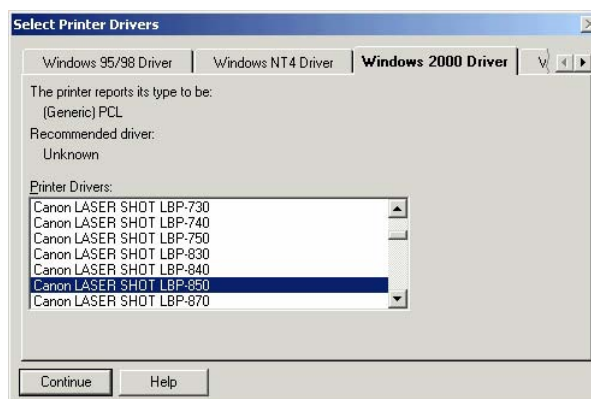 Select Printer Drivers
Windows 95/98 Driver Windows NT4 Driver Windows 2000 Driver
The printer reports its type to be:
(Generic) PCL
Recommended driver:
Unknown
Printer Drivers:
Canon LASER SHOT LBP-730
Canon LASER SHOT LBP-740
Canon LASER SHOT LBP-750
Canon LASER SHOT LBP-830
Canon LASER SHOT LBP-840
Canon LASER SHOT LBP-850
Canon LASER SHOT LBP-870
Continue Help